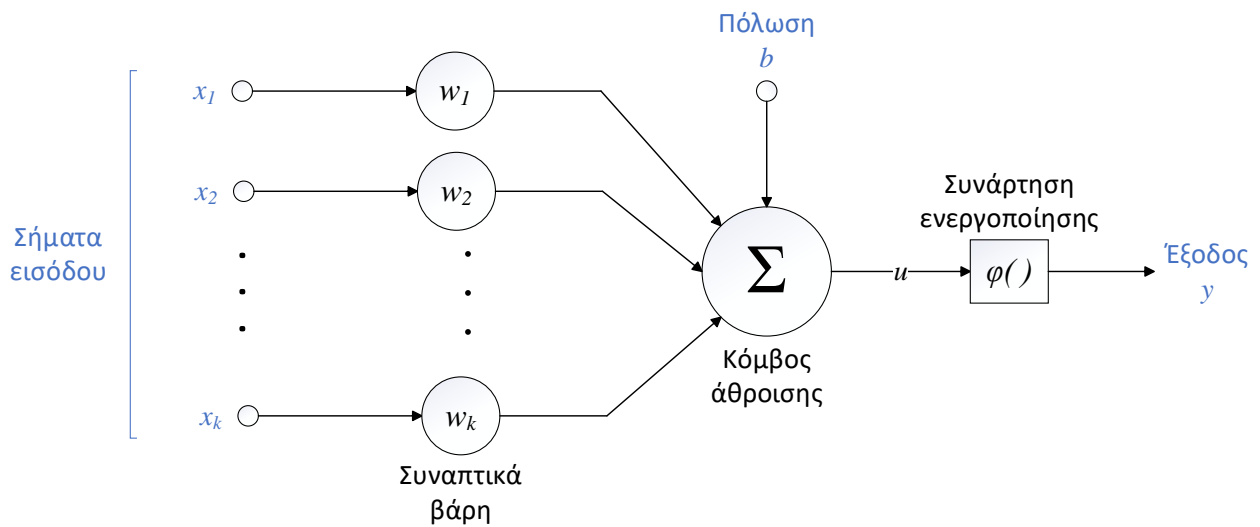 Πόλωση
b
x1
w1
x2
w2
Σήματα
εισόδου
.
.
.
.
.
.
Σ
u
Συνάρτηση
ενεργοποίησης
φ( )
Έξοδος
y
Κόμβος
άθροισης
xk
wk
Συναπτικά
βάρη